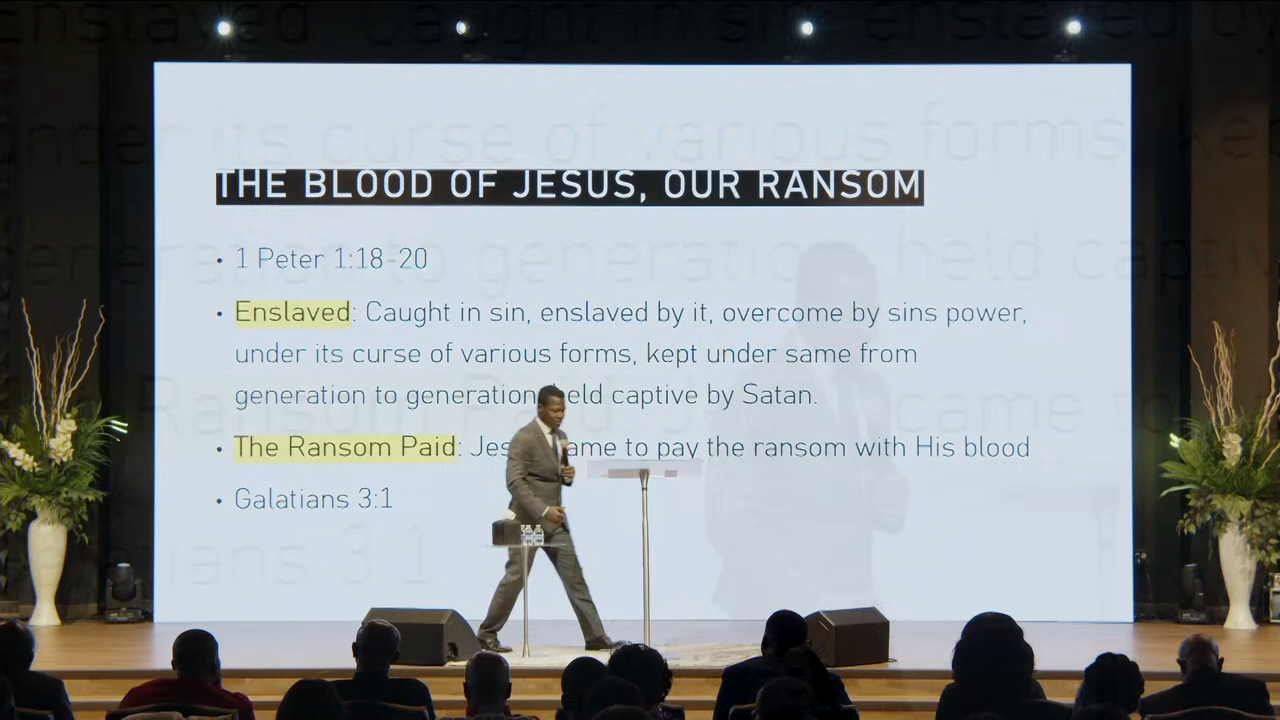 THE BLOOD OF JESUS, OUR RANSOM
• 1 Peter 1:18-20
• Enslaved: Caught in sin, enslaved by it, overcome by sins power,
under its curse of various forms, kept under same from
generation to generation held captive by Satan.
• The Ransom Paid: Jes ame to pay the ransom with His blood
• Galatians 3:1